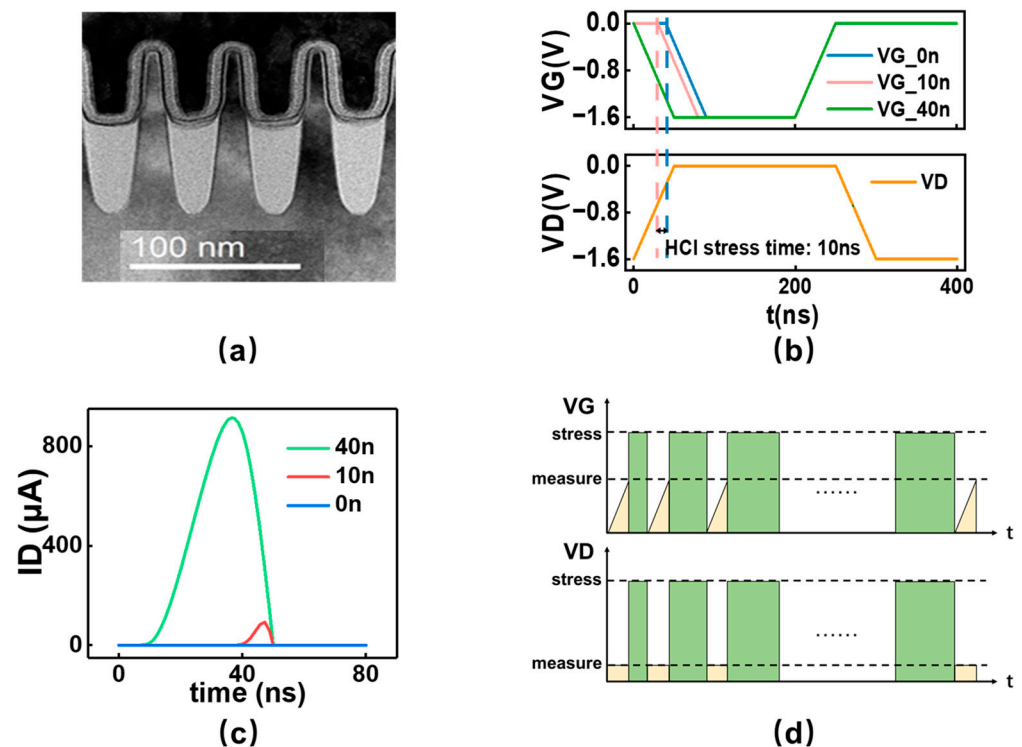 100 nm
(a)
0.0
-0.8
-1.6
VG(V)
VG_0n
VG_10n
VG_40n
0.0
-0.8
-1.6
VD(V)
VD
HCI stress time: 10ns
0
200
400
t(ns)
(b)
800
400
0
ID (μA)
40n
10n
0n
0
40
80
time (ns)
(c)
VG
stress
measure
......
t
VD
stress
measure
......
t
(d)